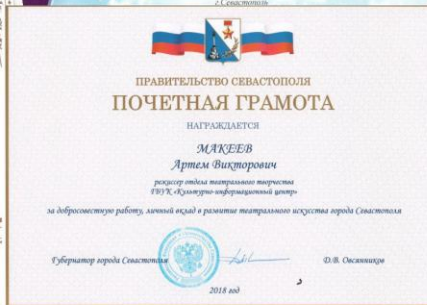 г.Севастополь
ПРАВИТЕЛЬСТВО СЕВАСТОПОЛЯ
ПОЧЕТНАЯ ГРАМОТА
НАГРАЖДАЕТСЯ
МАКЕЕВ
Артем Викторович
режиссер отдела театрального творчества
ГБУК «Культурно-информационный центр»
за добросовестную работу, личный вклад в развитие театрального искусства города Севастополя
Губернатор города Севастополя
Д.В. Овсянников
2018 год